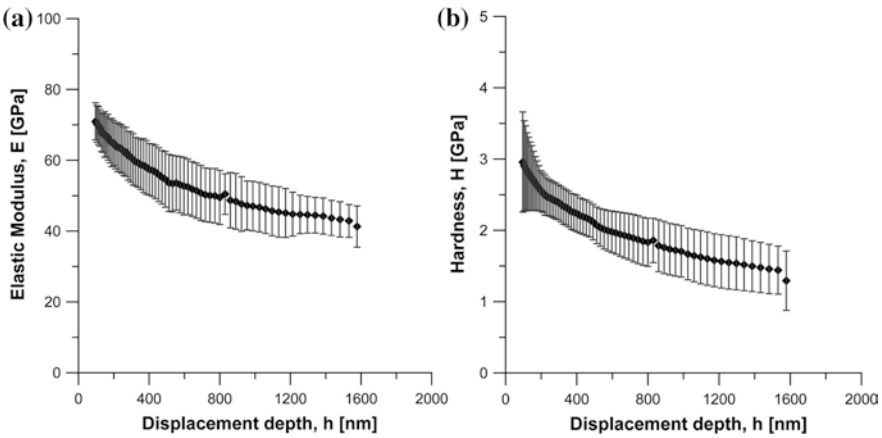 (a)
100
80
60
40
20
0
Elastic Modulus, E [GPa]
0 400 800 1200 1600 2000
Displacement depth, h [nm]
(b)
5
4
3
2
1
0
Hardness, H [GPa]
0 400 800 1200 1600 2000
Displacement depth, h [nm]